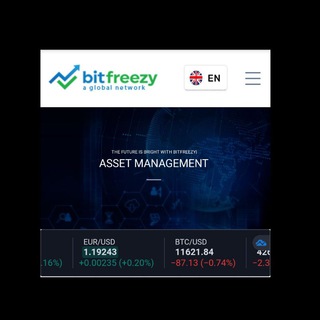 bitfreezy
a global network
EN
THE FUTURE IS BRIGHT WITH BITFREEZY!
ASSET MANAGEMENT
.16%)
EUR/USD
1.19243
+0.00235 (+0.20%)
BTC/USD
11621.84
−87.13 (−0.74%)
426
−2.3